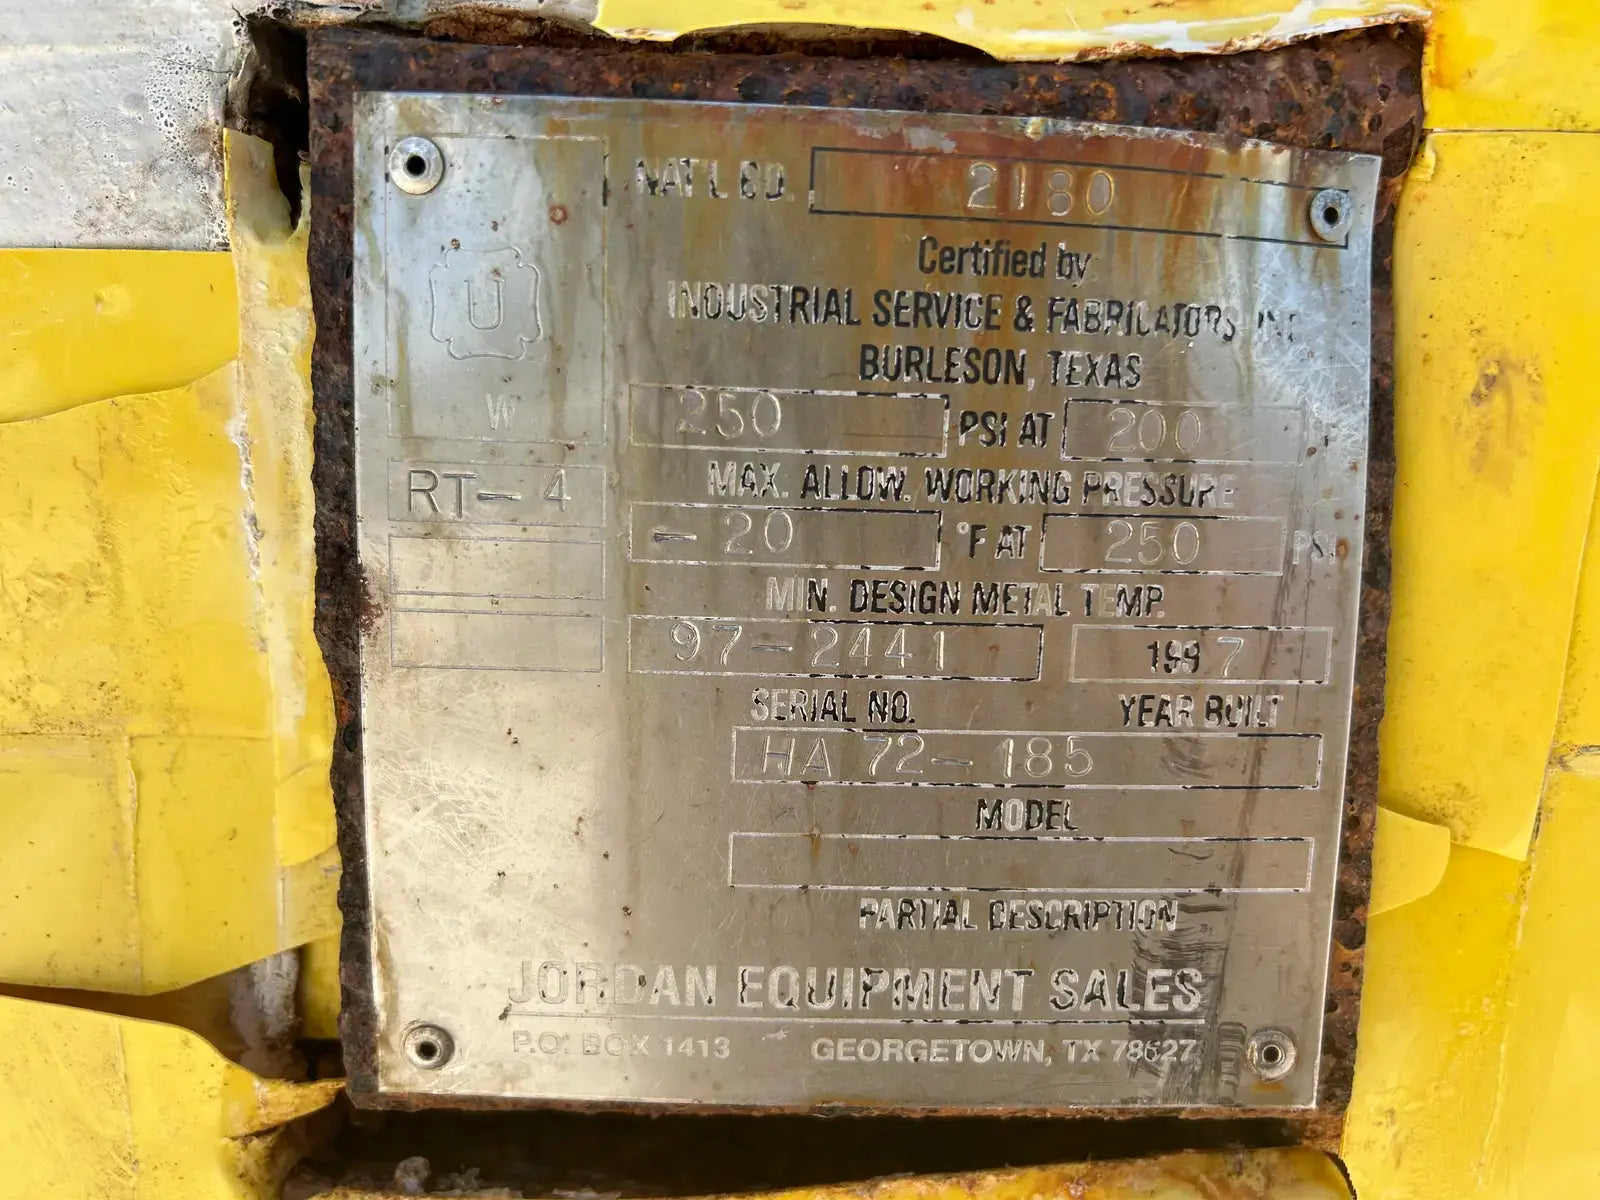 NAT'L BD. 2180
Certified by
INDUSTRIAL SERVICE & FABRICATORS INC
BURLESON, TEXAS
U
W
250 PSI AT 200 °F
MAX. ALLOW. WORKING PRESSURE
RT- 4
-20 °F AT 250 PSI
MIN. DESIGN METAL TEMP.
97-2441 1997
SERIAL NO. YEAR BUILT
HA 72-185
MODEL
PARTIAL DESCRIPTION
JORDAN EQUIPMENT SALES
P.O. BOX 1413 GEORGETOWN, TX 78627